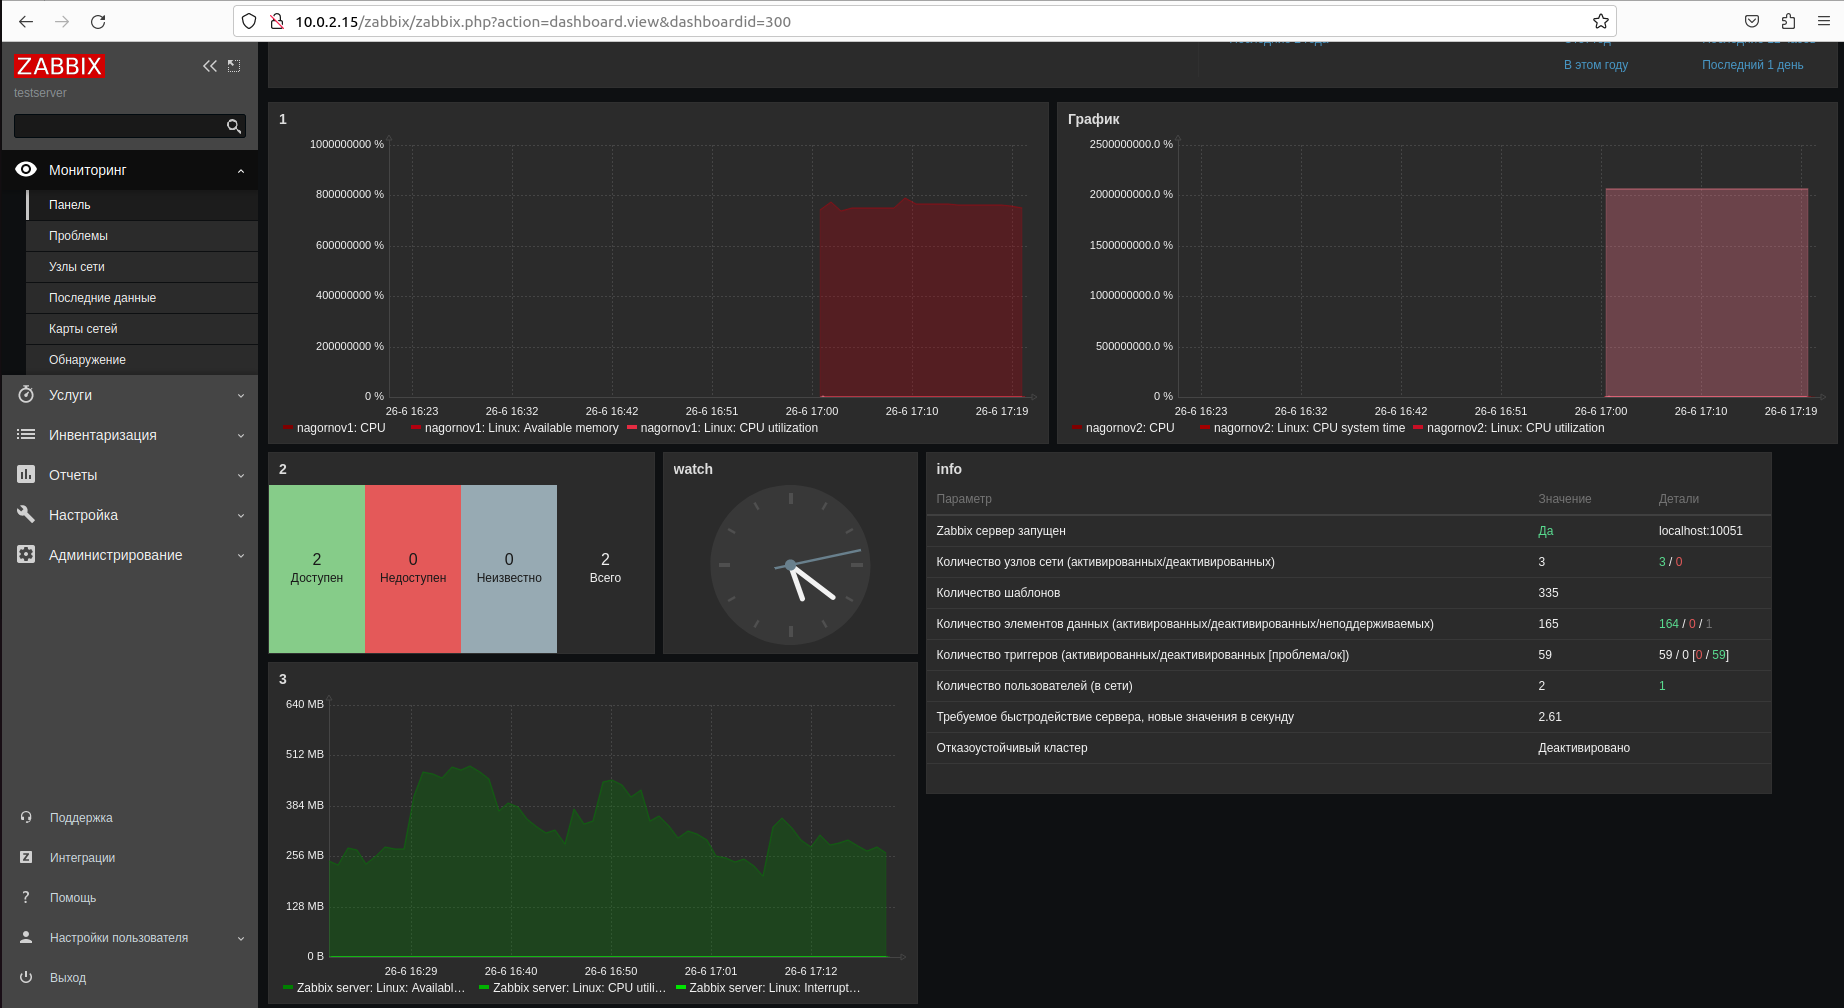 10.0.2.15/zabbix/zabbix.php?action=dashboard.view&dashboardid=300
ZABBIX
testserver
Мониторинг
Панель
Проблемы
Узлы сети
Последние данные
Карты сетей
Обнаружение
Услуги
Инвентаризация
Отчеты
Настройка
Администрирование
Поддержка
Интеграции
Помощь
Настройки пользователя
Выход
В этом году
Последний 1 день
1
1000000000 %
800000000 %
600000000 %
400000000 %
200000000 %
0 %
26-6 16:23 26-6 16:32 26-6 16:42 26-6 16:51 26-6 17:00 26-6 17:10 26-6 17:19
nagornov1: CPU nagornov1: Linux: Available memory nagornov1: Linux: CPU utilization
График
2500000000.0 %
2000000000.0 %
1500000000.0 %
1000000000.0 %
500000000.0 %
0 %
26-6 16:23 26-6 16:32 26-6 16:42 26-6 16:51 26-6 17:00 26-6 17:10 26-6 17:19
nagornov2: CPU nagornov2: Linux: CPU system time nagornov2: Linux: CPU utilization
2
2 0 0 2
Доступен Недоступен Неизвестно Всего
watch
info
Параметр Значение Детали
Zabbix сервер запущен Да localhost:10051
Количество узлов сети (активированных/деактивированных) 3 3 / 0
Количество шаблонов 335
Количество элементов данных (активированных/деактивированных/неподдерживаемых) 165 164 / 0 / 1
Количество триггеров (активированных/деактивированных [проблема/ок]) 59 59 / 0 [0 / 59]
Количество пользователей (в сети) 2 1
Требуемое быстродействие сервера, новые значения в секунду 2.61
Отказоустойчивый кластер Деактивировано
3
640 MB
512 MB
384 MB
256 MB
128 MB
0 B
26-6 16:29 26-6 16:40 26-6 16:50 26-6 17:01 26-6 17:12
Zabbix server: Linux: Availabl... Zabbix server: Linux: CPU utili... Zabbix server: Linux: Interrupt...